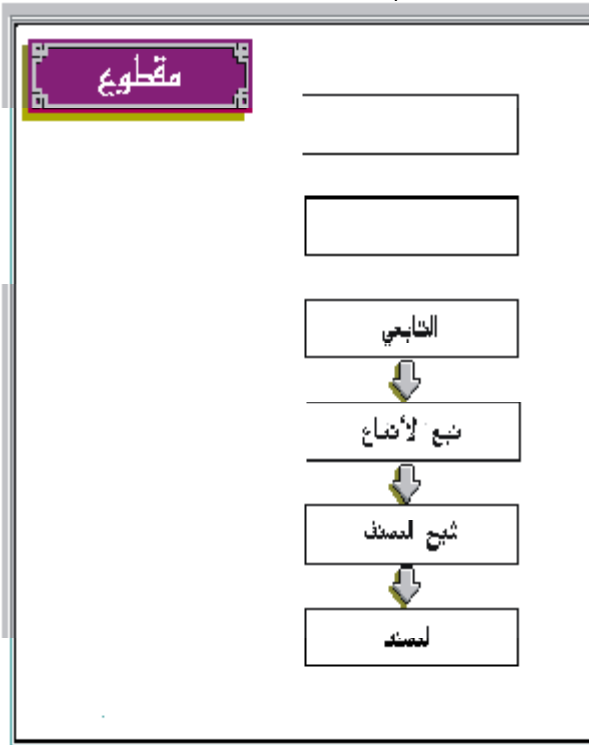 مقطوع
التابعي
تبع الأتباع
شيخ المصنف
المصنف